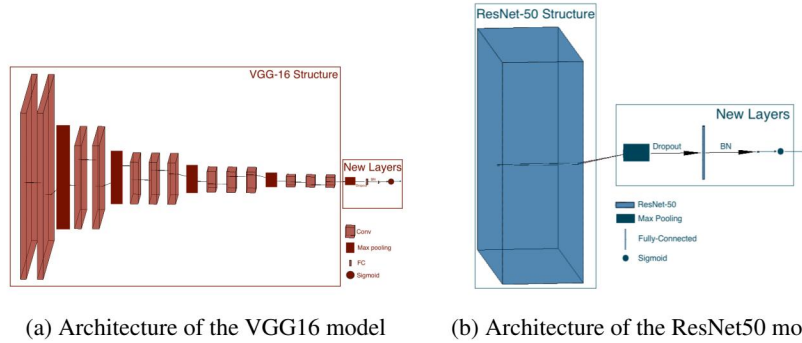 VGG-16 Structure
New Layers
Conv
Max pooling
FC
Sigmoid
(a) Architecture of the VGG16 model
ResNet-50 Structure
New Layers
Dropout
BN
ResNet-50
Max Pooling
Fully-Connected
Sigmoid
(b) Architecture of the ResNet50 mo